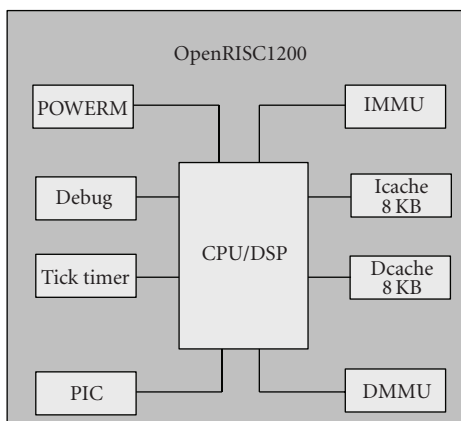 OpenRISC1200
POWERM
IMMU
Debug
Icache
8 KB
CPU/DSP
Tick timer
Dcache
8 KB
PIC
DMMU